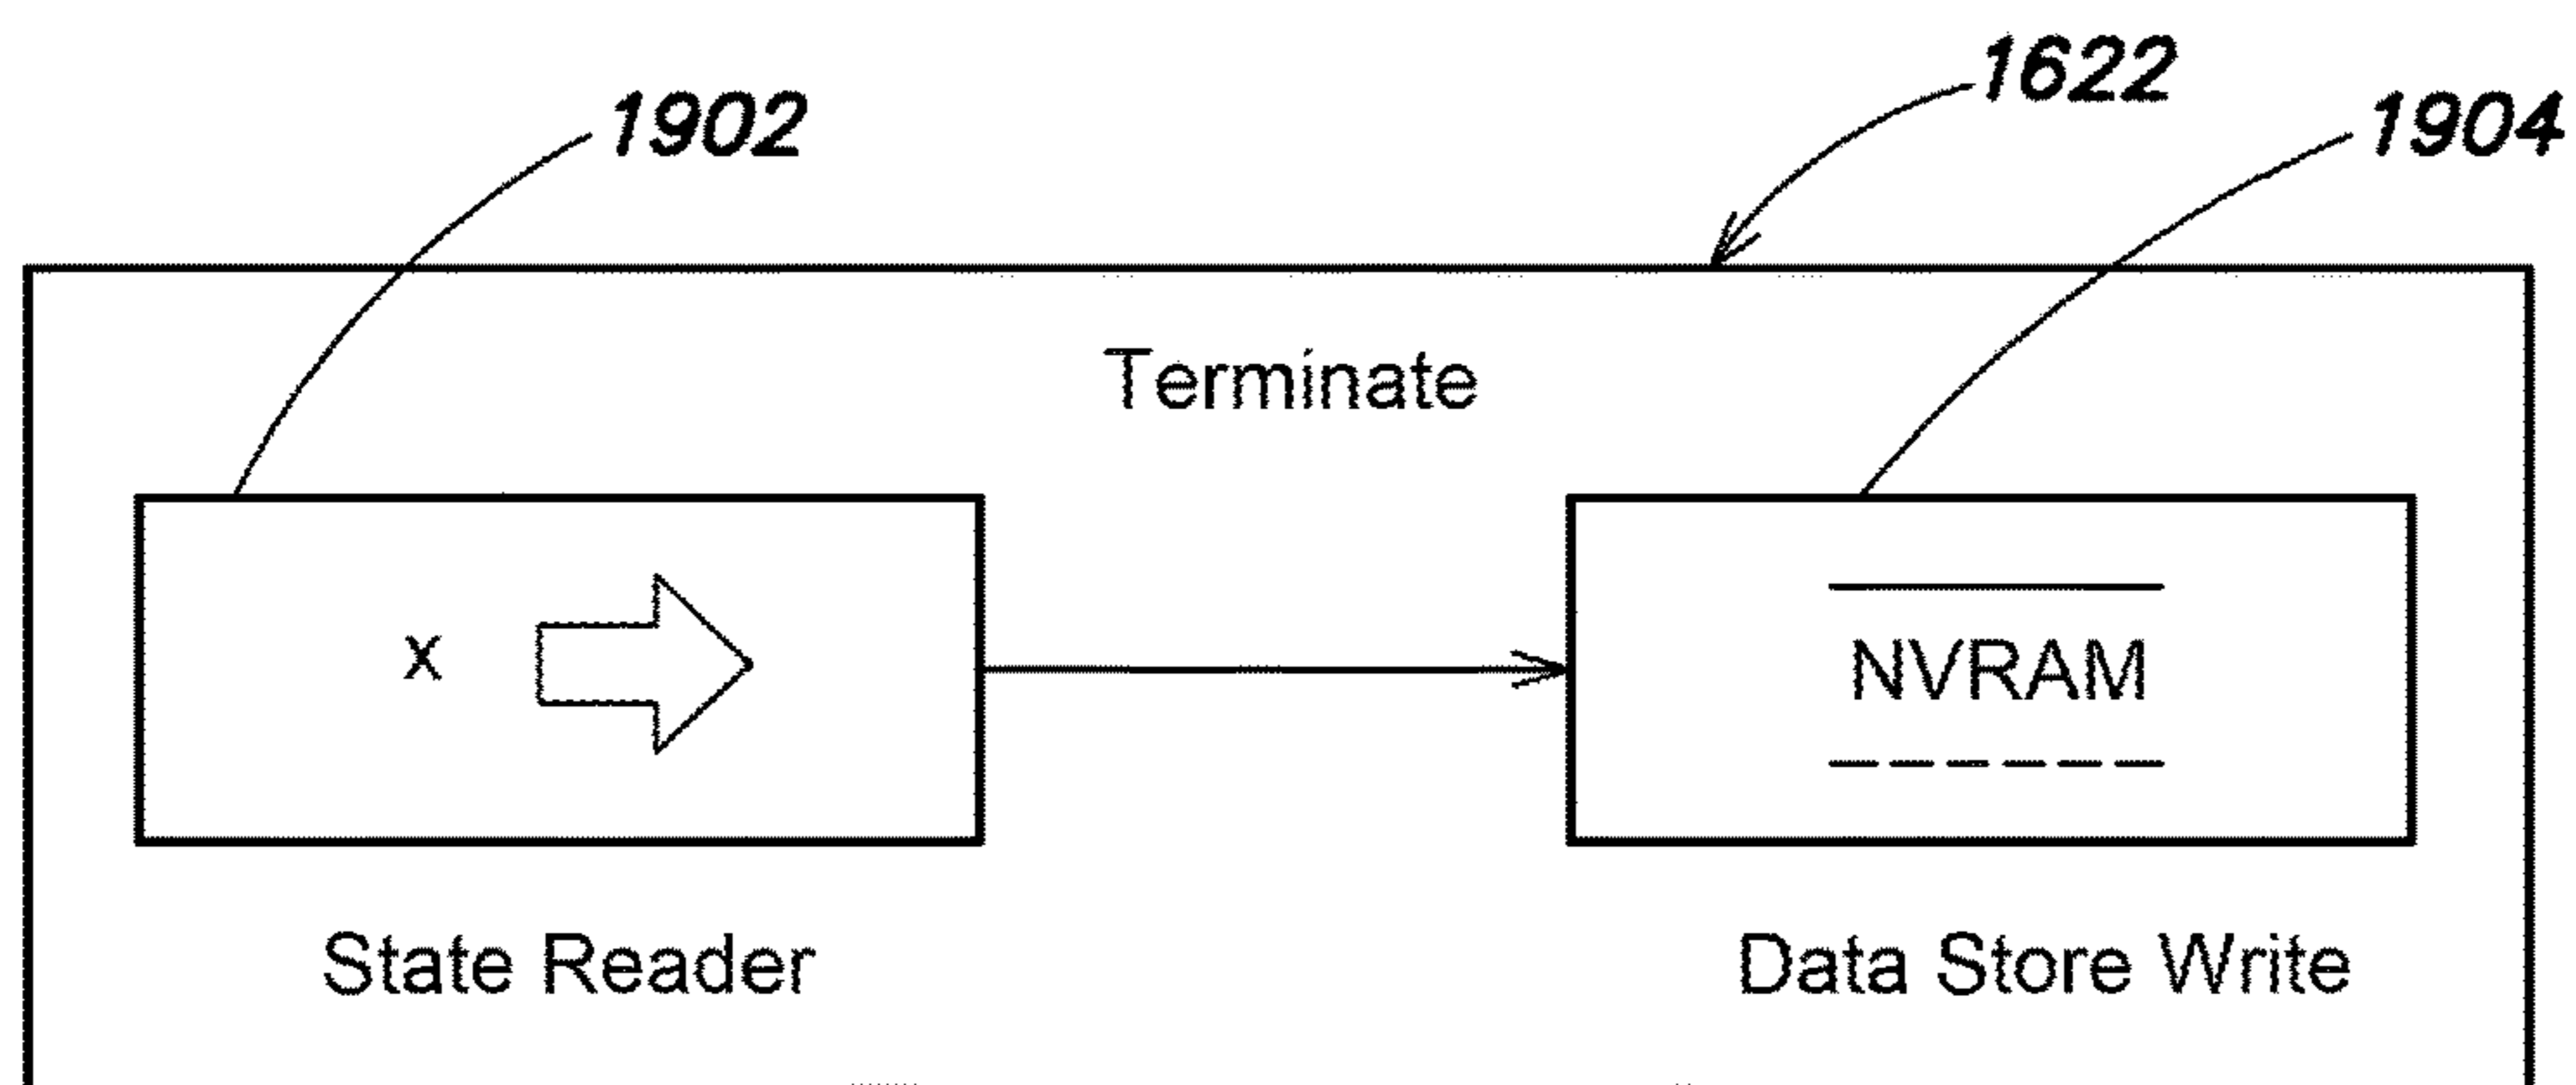 1622
1902
1904
Terminate
x
NVRAM
State Reader
Data Store Write